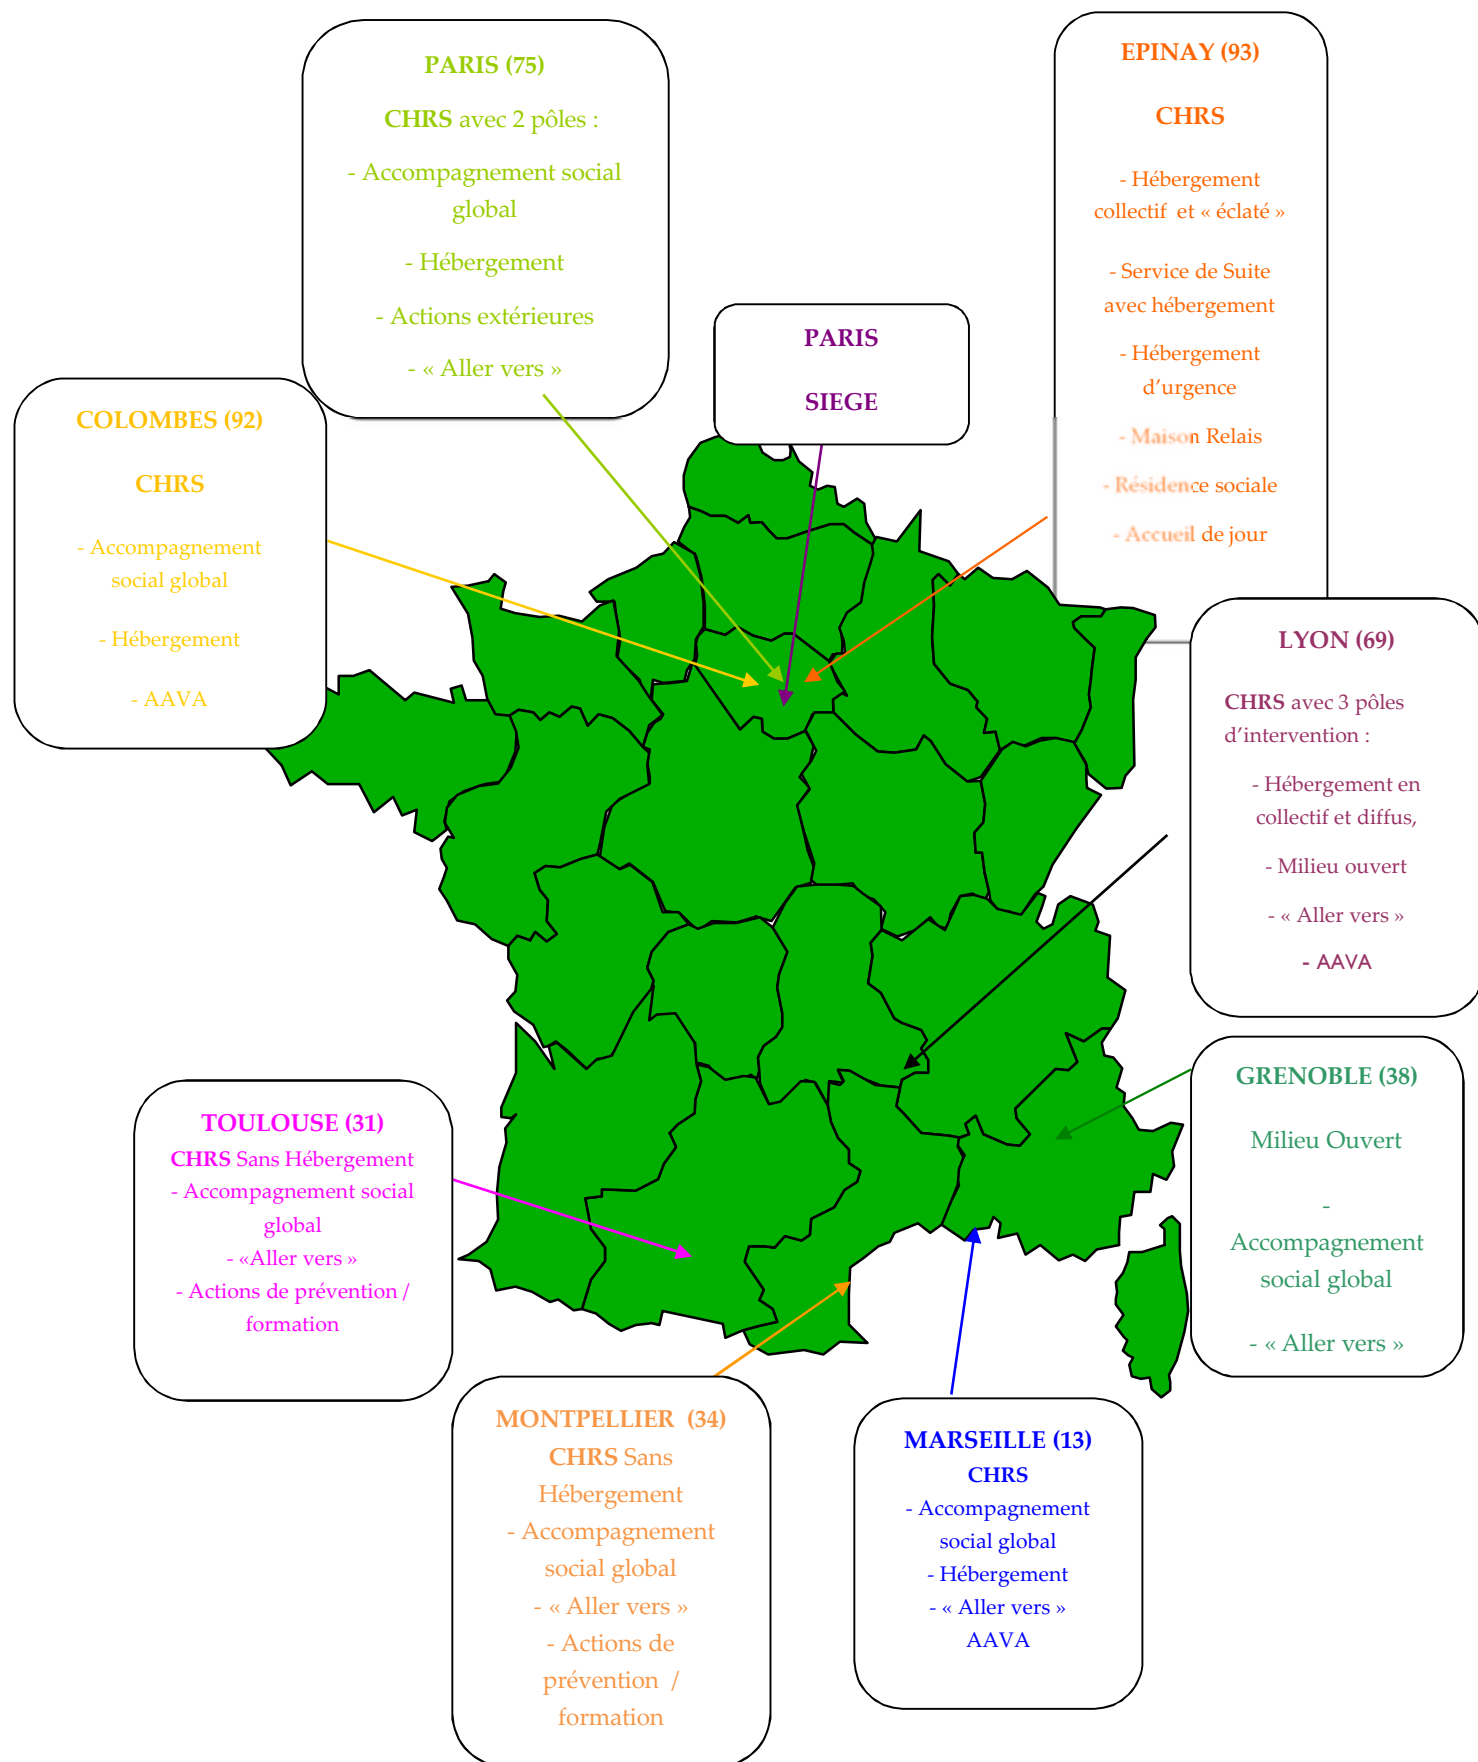 PARIS (75)
CHRS avec 2 pôles :
- Accompagnement social
global
- Hébergement
- Actions extérieures
- « Aller vers »
EPINAY (93)
CHRS
- Hébergement
collectif et « éclaté »
- Service de Suite
avec hébergement
- Hébergement
d’urgence
- Maison Relais
- Résidence sociale
- Accueil de jour
PARIS
SIEGE
COLOMBES (92)
CHRS
- Accompagnement
social global
- Hébergement
- AAVA
LYON (69)
CHRS avec 3 pôles
d’intervention :
- Hébergement en
collectif et diffus,
- Milieu ouvert
- « Aller vers »
- AAVA
GRENOBLE (38)
Milieu Ouvert
-
Accompagnement
social global
- « Aller vers »
TOULOUSE (31)
CHRS Sans Hébergement
- Accompagnement social
global
- «Aller vers »
- Actions de prévention /
formation
MONTPELLIER (34)
CHRS Sans
Hébergement
- Accompagnement
social global
- « Aller vers »
- Actions de
prévention /
formation
MARSEILLE (13)
CHRS
- Accompagnement
social global
- Hébergement
- « Aller vers »
AAVA